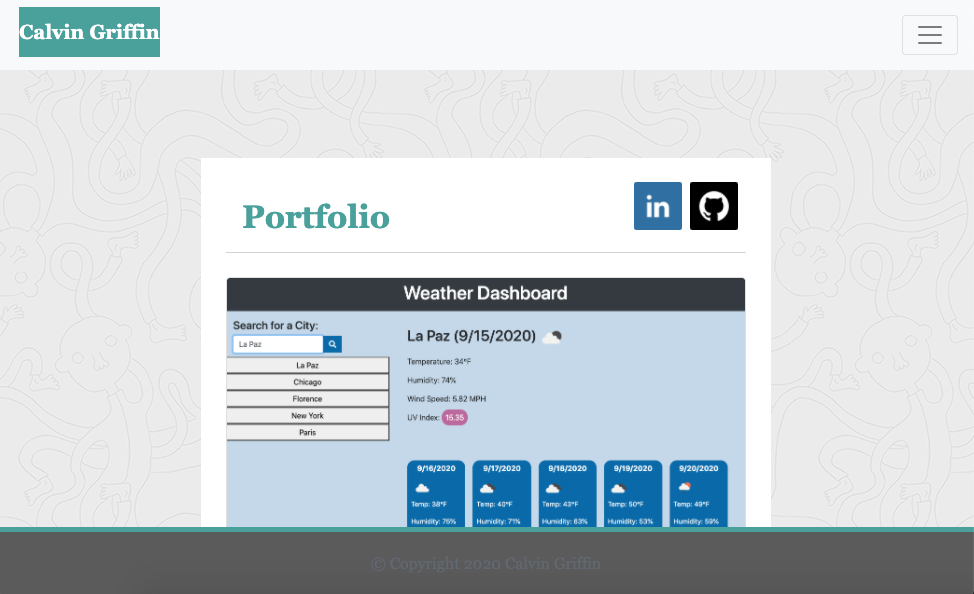 Calvin Griffin
Portfolio
in
Weather Dashboard
Search for a City:
La Paz
La Paz
Chicago
Florence
New York
Paris
La Paz (9/15/2020)
Temperature: 34°F
Humidity: 74%
Wind Speed: 5.82 MPH
UV Index: 15.35
9/16/2020 9/17/2020 9/18/2020 9/19/2020 9/20/2020
Temp: 38°F Temp: 40°F Temp: 43°F Temp: 50°F Temp: 49°F
Humidity: 75% Humidity: 71% Humidity: 63% Humidity: 53% Humidity: 59%
© Copyright 2020 Calvin Griffin